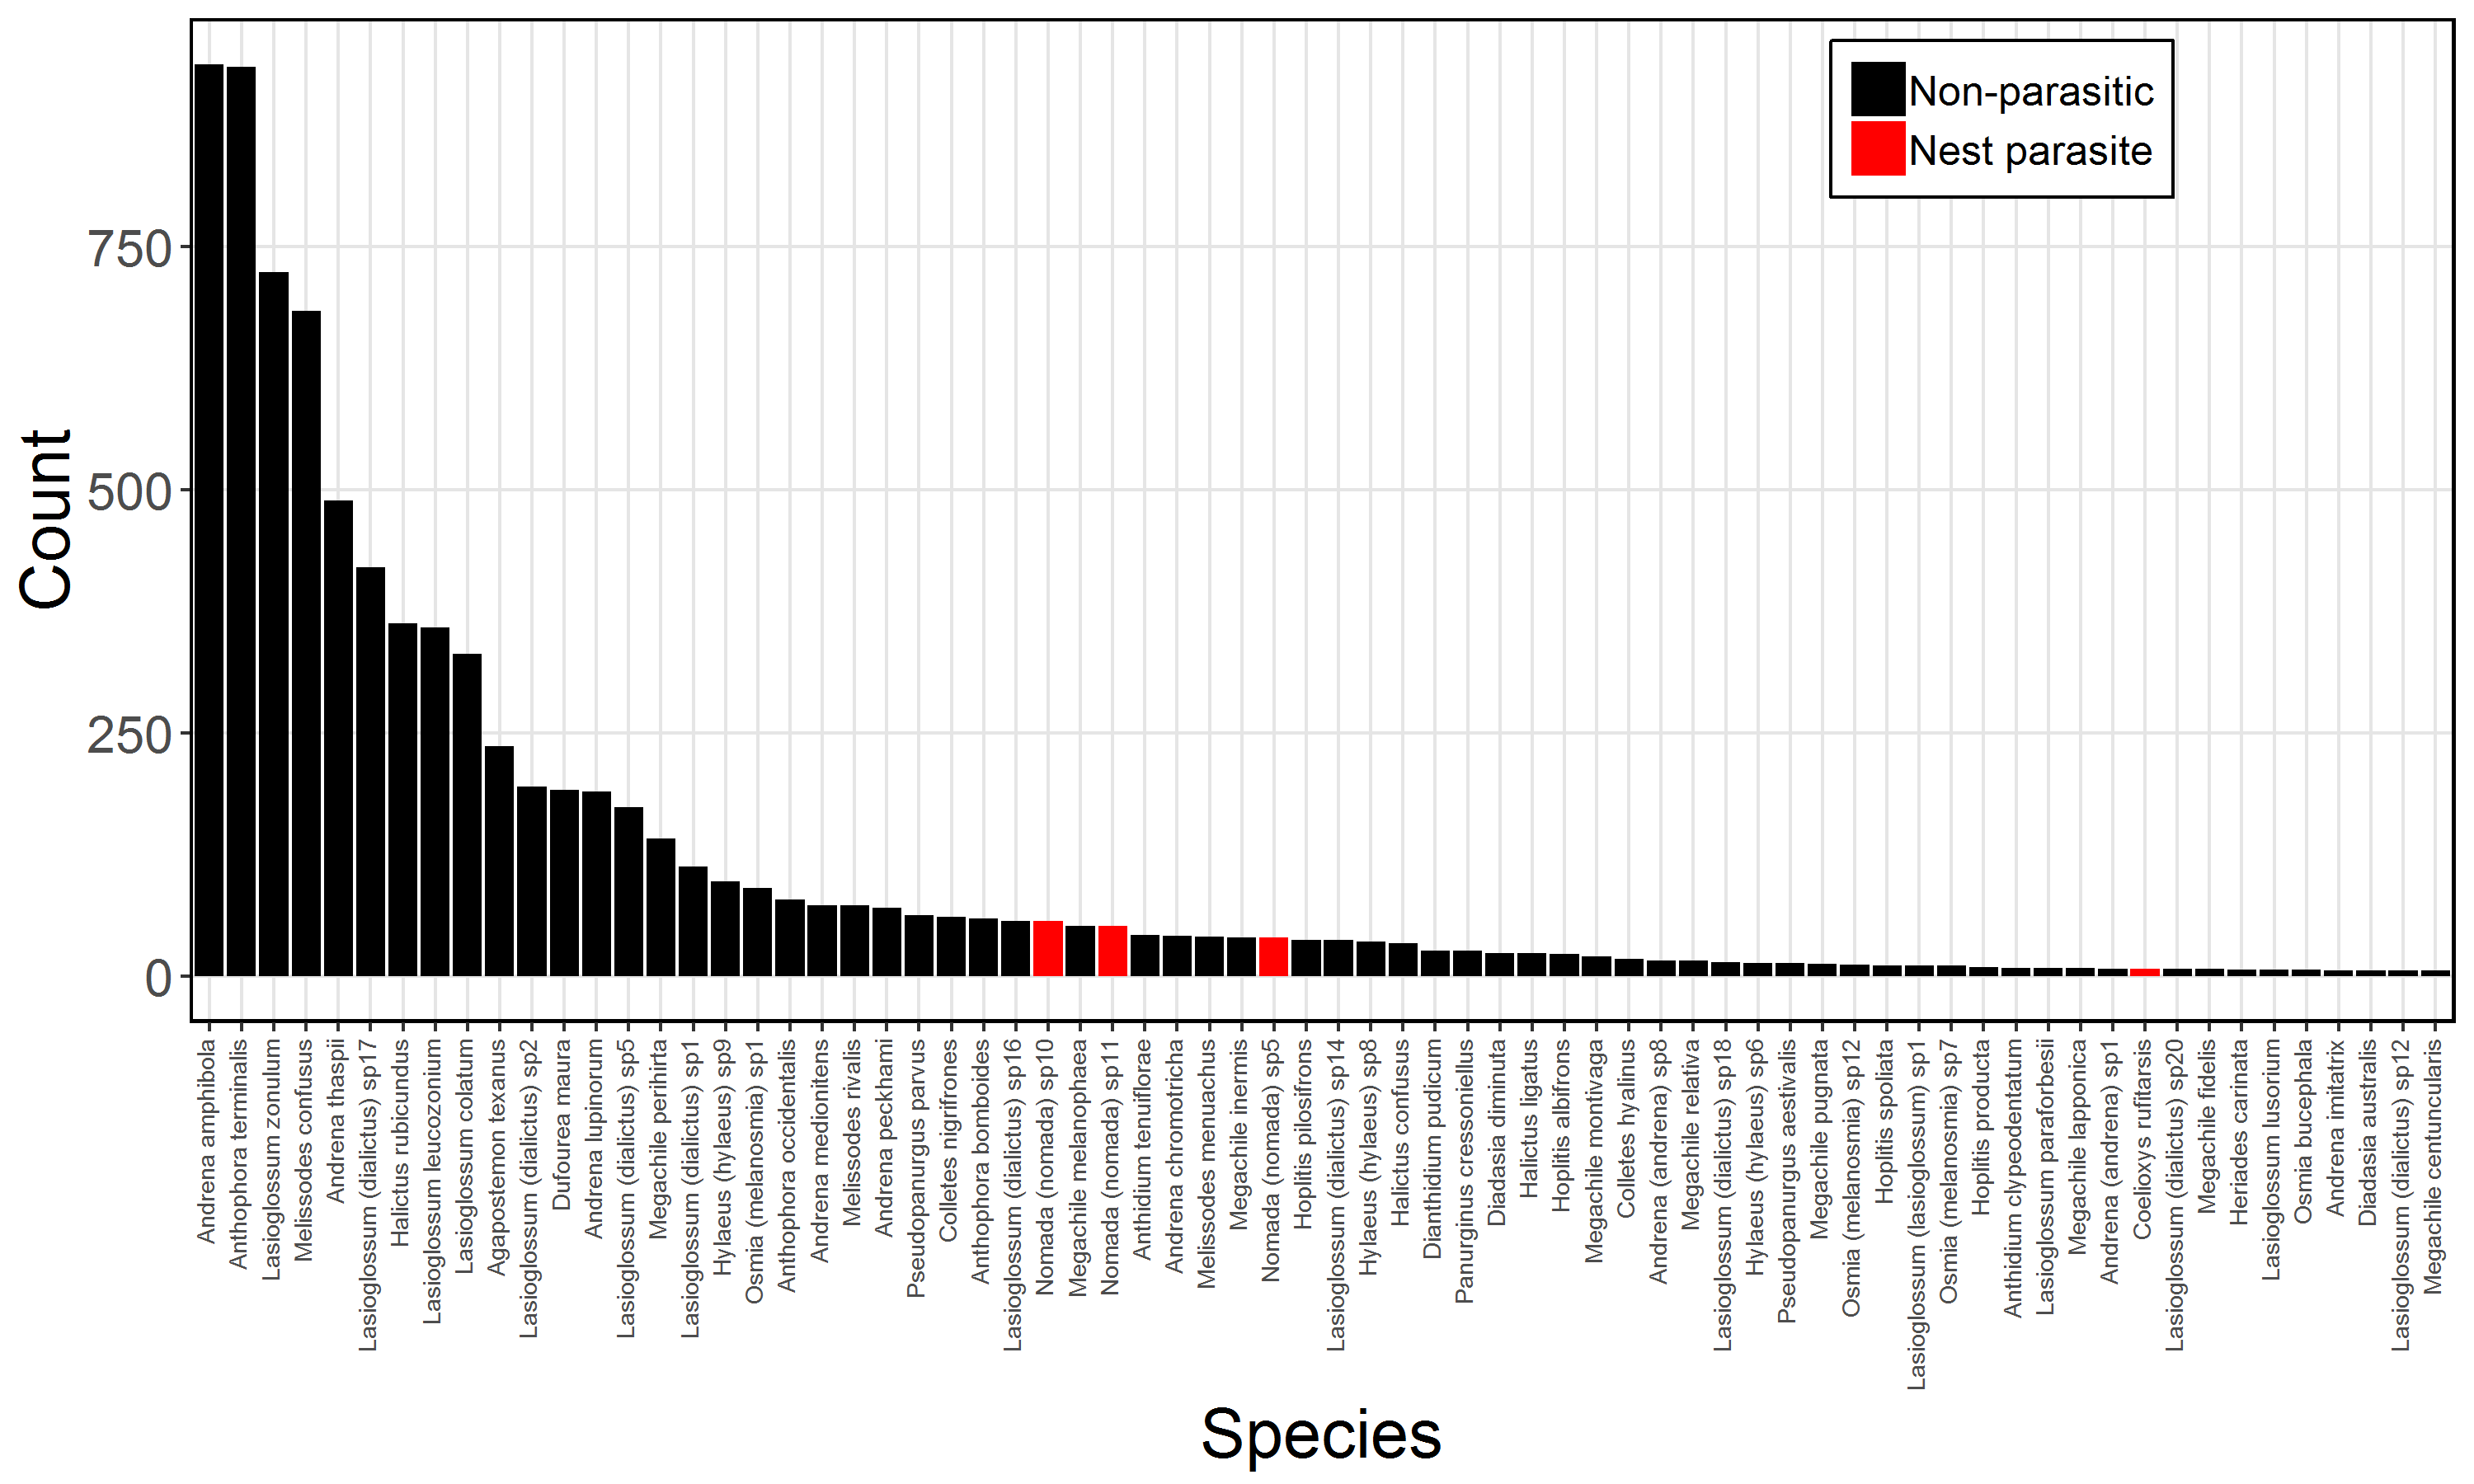 Non-parasitic
Nest parasite
Count
750
500
250
0
Andrena amphibola
Anthophora terminalis
Lasioglossum zonulum
Melissodes confusus
Andrena thaspii
Lasioglossum (dialictus) sp17
Halictus rubicundus
Lasioglossum leucozonium
Lasioglossum colatum
Agapostemon texanus
Lasioglossum (dialictus) sp2
Dufourea maura
Andrena lupinorum
Lasioglossum (dialictus) sp5
Megachile perihirta
Lasioglossum (dialictus) sp1
Hylaeus (hylaeus) sp9
Osmia (melanosmia) sp1
Anthophora occidentalis
Andrena medionitens
Melissodes rivalis
Andrena peckhami
Pseudopanurgus parvus
Colletes nigrifrones
Anthophora bomboides
Lasioglossum (dialictus) sp16
Nomada (nomada) sp10
Megachile melanophaea
Nomada (nomada) sp11
Anthidium tenuiflorae
Andrena chromotricha
Melissodes menuachus
Megachile inermis
Nomada (nomada) sp5
Hoplitis pilosifrons
Lasioglossum (dialictus) sp14
Hylaeus (hylaeus) sp8
Halictus confusus
Dianthidium pudicum
Panurginus cressoniellus
Diadasia diminuta
Halictus ligatus
Hoplitis albifrons
Megachile montivaga
Colletes hyalinus
Andrena (andrena) sp8
Megachile relativa
Lasioglossum (dialictus) sp18
Hylaeus (hylaeus) sp6
Pseudopanurgus aestivalis
Megachile pugnata
Osmia (melanosmia) sp12
Hoplitis spoliata
Lasioglossum (lasioglossum) sp1
Osmia (melanosmia) sp7
Hoplitis producta
Anthidium clypeodentatum
Lasioglossum paraforbesii
Megachile lapponica
Andrena (andrena) sp1
Coelioxys rufitarsis
Lasioglossum (dialictus) sp20
Megachile fidelis
Heriades carinata
Lasioglossum lusorium
Osmia bucephala
Andrena imitatrix
Diadasia australis
Lasioglossum (dialictus) sp12
Megachile centuncularis
Species